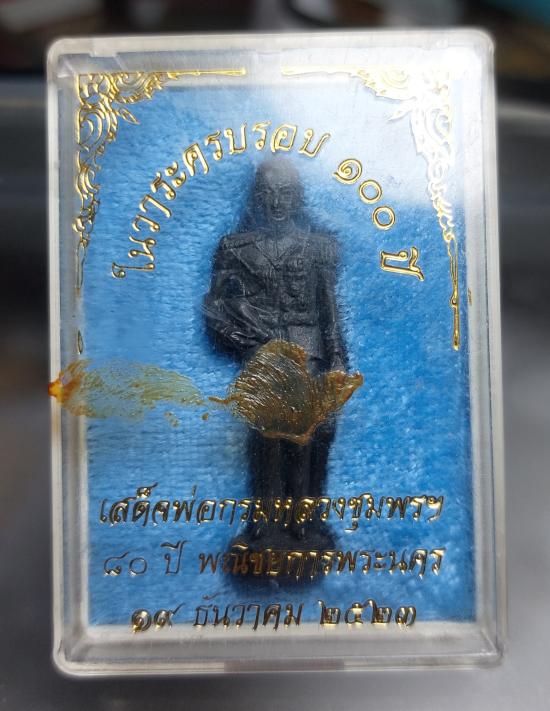 ในวาระครบรอบ ๑๐๐ ปี
เสด็จพ่อกรมหลวงชุมพรฯ
๘๐ ปี พณิชยการพระนคร
๑๙ ธันวาคม ๒๕๒๓